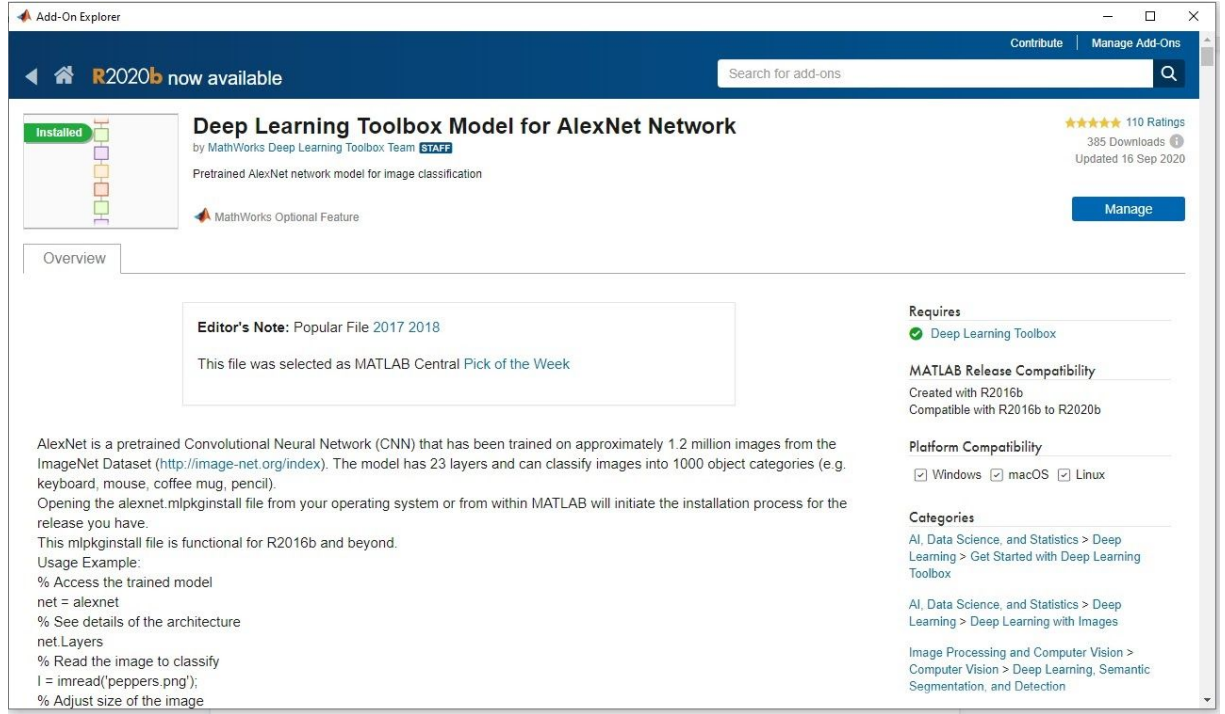 Add-On Explorer
Contribute | Manage Add-Ons
R2020b now available
Search for add-ons
Installed
Deep Learning Toolbox Model for AlexNet Network
by MathWorks Deep Learning Toolbox Team STAFF
Pretrained AlexNet network model for image classification
MathWorks Optional Feature
110 Ratings
385 Downloads
Updated 16 Sep 2020
Manage
Overview
Editor's Note: Popular File 2017 2018
This file was selected as MATLAB Central Pick of the Week
AlexNet is a pretrained Convolutional Neural Network (CNN) that has been trained on approximately 1.2 million images from the
ImageNet Dataset (http://image-net.org/index). The model has 23 layers and can classify images into 1000 object categories (e.g.
keyboard, mouse, coffee mug, pencil).
Opening the alexnet.mlpkginstall file from your operating system or from within MATLAB will initiate the installation process for the
release you have.
This mlpkginstall file is functional for R2016b and beyond.
Usage Example:
% Access the trained model
net = alexnet
% See details of the architecture
net.Layers
% Read the image to classify
I = imread('peppers.png');
% Adjust size of the image
Requires
Deep Learning Toolbox
MATLAB Release Compatibility
Created with R2016b
Compatible with R2016b to R2020b
Platform Compatibility
Windows macOS Linux
Categories
AI, Data Science, and Statistics > Deep
Learning > Get Started with Deep Learning
Toolbox
AI, Data Science, and Statistics > Deep
Learning > Deep Learning with Images
Image Processing and Computer Vision >
Computer Vision > Deep Learning, Semantic
Segmentation, and Detection